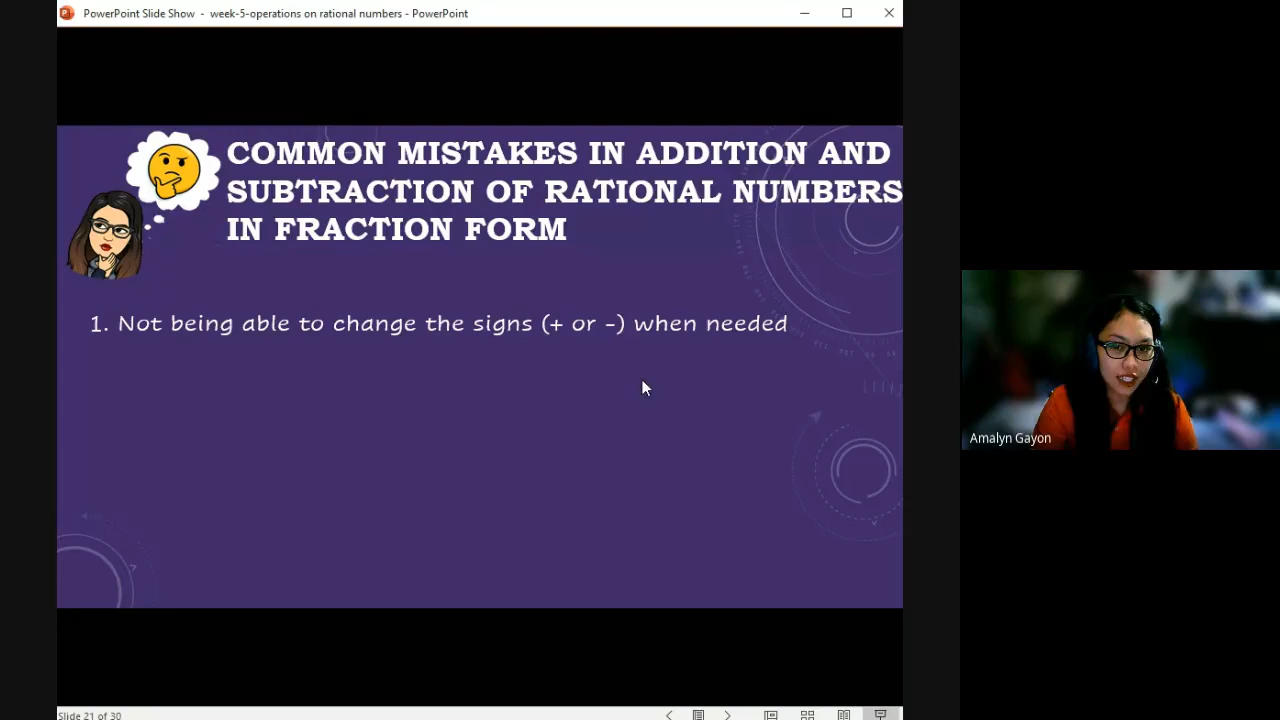 PowerPoint Slide Show - week-5-operations on rational numbers - PowerPoint
COMMON MISTAKES IN ADDITION AND
SUBTRACTION OF RATIONAL NUMBERS
IN FRACTION FORM
1. Not being able to change the signs (+ or -) when needed
Amalyn Gayon
Slide 21 of 30